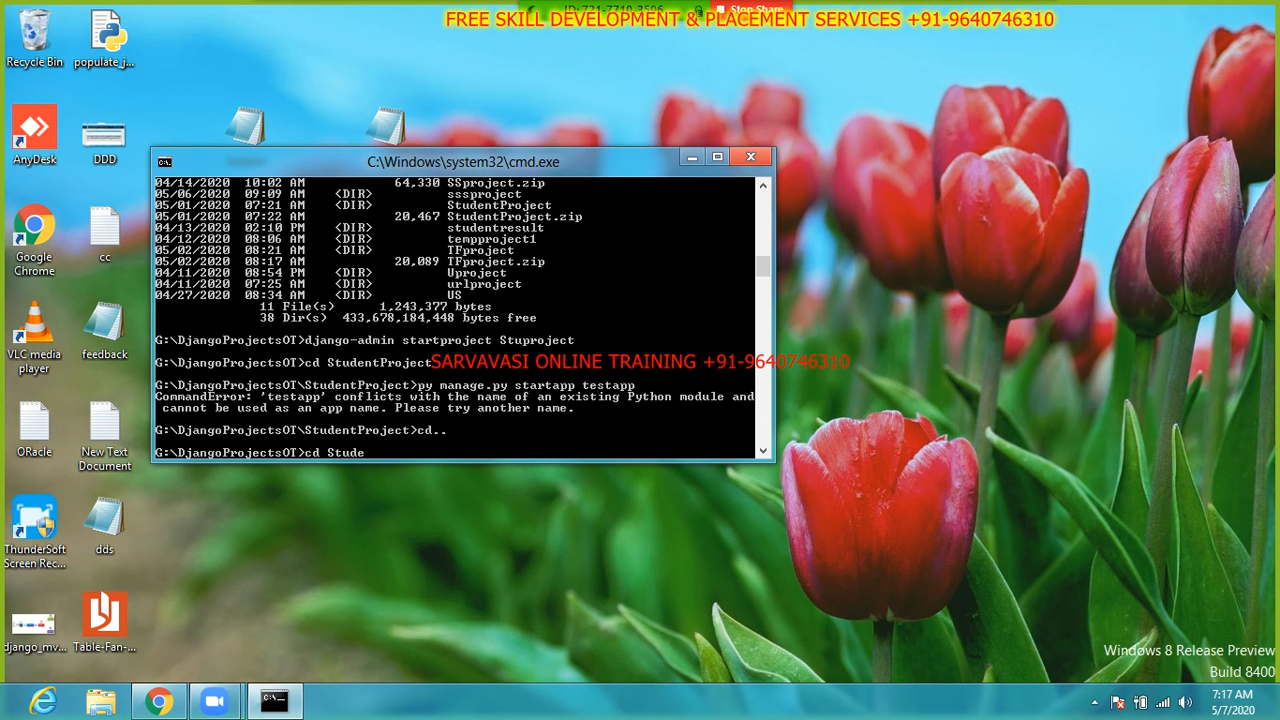 ID: 731-7710-3596 Stop Share
FREE SKILL DEVELOPMENT & PLACEMENT SERVICES +91-9640746310
Recycle Bin
populate_j...
AnyDesk
DDD
Google Chrome
cc
VLC media player
feedback
ORacle
New Text Document
ThunderSoft Screen Rec...
dds
django_mv...
Table-Fan-...
C:\Windows\system32\cmd.exe
04/14/2020 10:02 AM 64,330 SSproject.zip
05/06/2020 09:09 AM <DIR> sssproject
05/01/2020 07:21 AM <DIR> StudentProject
05/01/2020 07:22 AM 20,467 StudentProject.zip
04/13/2020 02:10 PM <DIR> studentresult
04/12/2020 08:06 AM <DIR> tempproject1
05/02/2020 08:21 AM <DIR> TFproject
05/02/2020 08:17 AM 20,089 TFproject.zip
04/11/2020 08:54 PM <DIR> Uproject
04/11/2020 07:25 AM <DIR> urlproject
04/27/2020 08:34 AM <DIR> US
11 File(s) 1,243,377 bytes
38 Dir(s) 433,678,184,448 bytes free
G:\DjangoProjectsOT>django-admin startproject Stuproject
G:\DjangoProjectsOT>cd StudentProject
SARVAVASI ONLINE TRAINING +91-9640746310
G:\DjangoProjectsOT\StudentProject>py manage.py startapp testapp
CommandError: 'testapp' conflicts with the name of an existing Python module and
cannot be used as an app name. Please try another name.
G:\DjangoProjectsOT\StudentProject>cd..
G:\DjangoProjectsOT>cd Stude
Windows 8 Release Preview
Build 8400
7:17 AM
5/7/2020